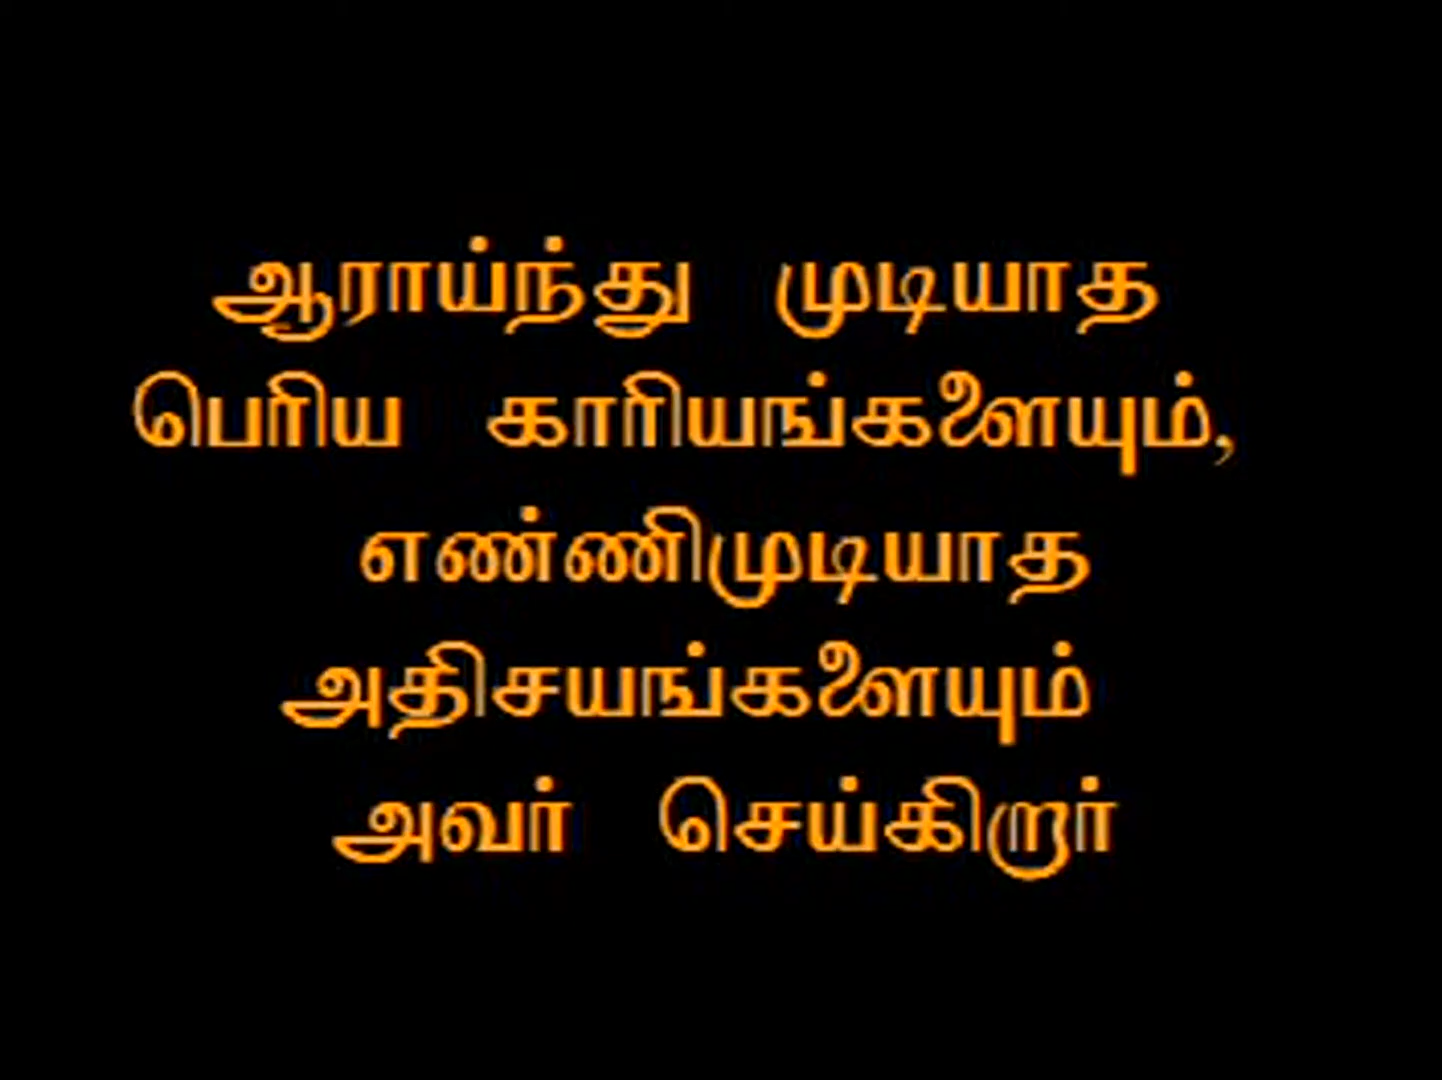 ஆராய்ந்து முடியாத
பெரிய காரியங்களையும்,
எண்ணிமுடியாத
அதிசயங்களையும்
அவர் செய்கிறார்